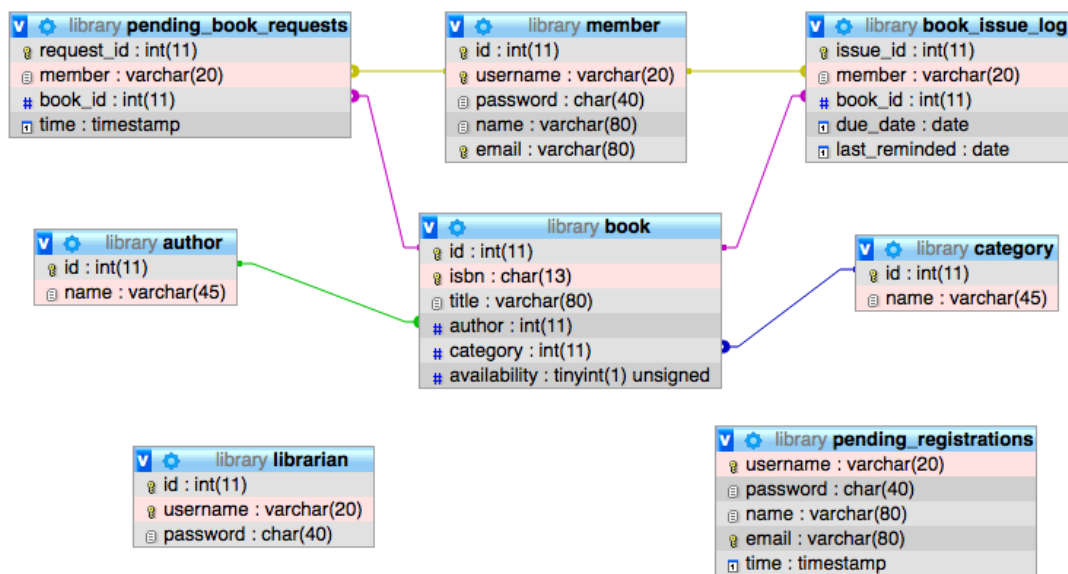 library pending_book_requests
request_id : int(11)
member : varchar(20)
book_id : int(11)
time : timestamp
library member
id : int(11)
username : varchar(20)
password : char(40)
name : varchar(80)
email : varchar(80)
library book_issue_log
issue_id : int(11)
member : varchar(20)
book_id : int(11)
due_date : date
last_reminded : date
library author
id : int(11)
name : varchar(45)
library book
id : int(11)
isbn : char(13)
title : varchar(80)
author : int(11)
category : int(11)
availability : tinyint(1) unsigned
library category
id : int(11)
name : varchar(45)
library librarian
id : int(11)
username : varchar(20)
password : char(40)
library pending_registrations
username : varchar(20)
password : char(40)
name : varchar(80)
email : varchar(80)
time : timestamp